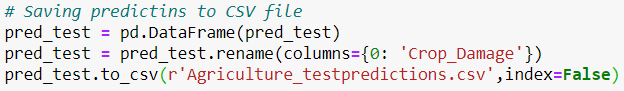 # Saving predictins to CSV file
pred_test = pd.DataFrame(pred_test)
pred_test = pred_test.rename(columns={0: 'Crop_Damage'})
pred_test.to_csv(r'Agriculture_testpredictions.csv',index=False)